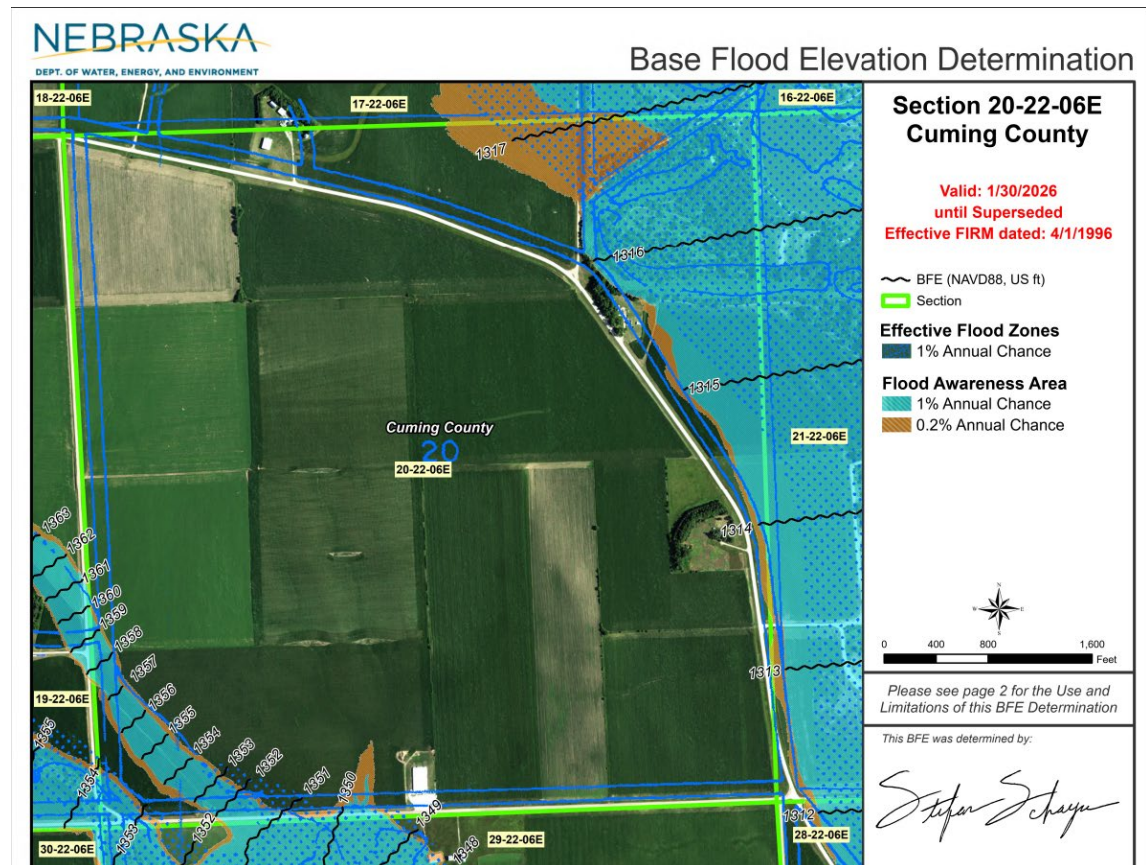 NEBRASKA
DEPT. OF WATER, ENERGY, AND ENVIRONMENT
Base Flood Elevation Determination
18-22-06E
17-22-06E
16-22-06E
1317
1316
1315
Cuming County
20
20-22-06E
21-22-06E
1314
1363
1362
1361
1360
1359
1358
1357
1313
19-22-06E
1356
1355
1354
1353
1352
1351
1350
1349
1348
1355
1354
1353
1352
1312
30-22-06E
29-22-06E
28-22-06E
Section 20-22-06E
Cuming County
Valid: 1/30/2026
until Superseded
Effective FIRM dated: 4/1/1996
BFE (NAVD88, US ft)
Section
Effective Flood Zones
1% Annual Chance
Flood Awareness Area
1% Annual Chance
0.2% Annual Chance
N
W
E
S
0 400 800 1,600
Feet
Please see page 2 for the Use and
Limitations of this BFE Determination
This BFE was determined by: